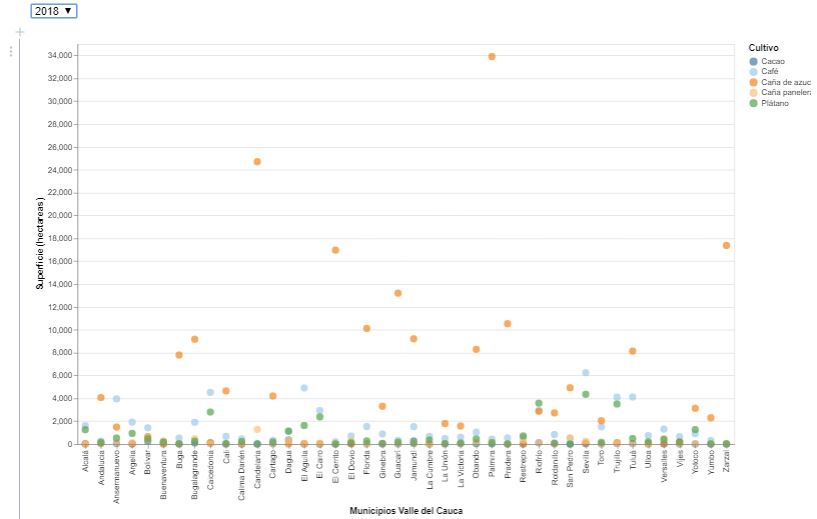 2018 ▼
Cultivo
Cacao
Café
Caña de azuc
Caña paneler
Plátano
34,000
32,000
30,000
28,000
26,000
24,000
22,000
20,000
18,000
16,000
14,000
12,000
10,000
8,000
6,000
4,000
2,000
0
Superficie (hectareas)
Alcalá
Andalucía
Ansermanuevo
Argelia
Bolívar
Buenaventura
Buga
Bugalagrande
Caicedonia
Cali
Calima Darién
Candelaria
Cartago
Dagua
El Aguila
El Cairo
El Cerrito
El Dovio
Florida
Ginebra
Guacarí
Jamundí
La Cumbre
La Unión
La Victoria
Obando
Palmira
Pradera
Restrepo
Riofrio
Roldanillo
San Pedro
Sevilla
Toro
Trujillo
Tuluá
Ulloa
Versalles
Vijes
Yotoco
Yumbo
Zarzal
Municipios Valle del Cauca